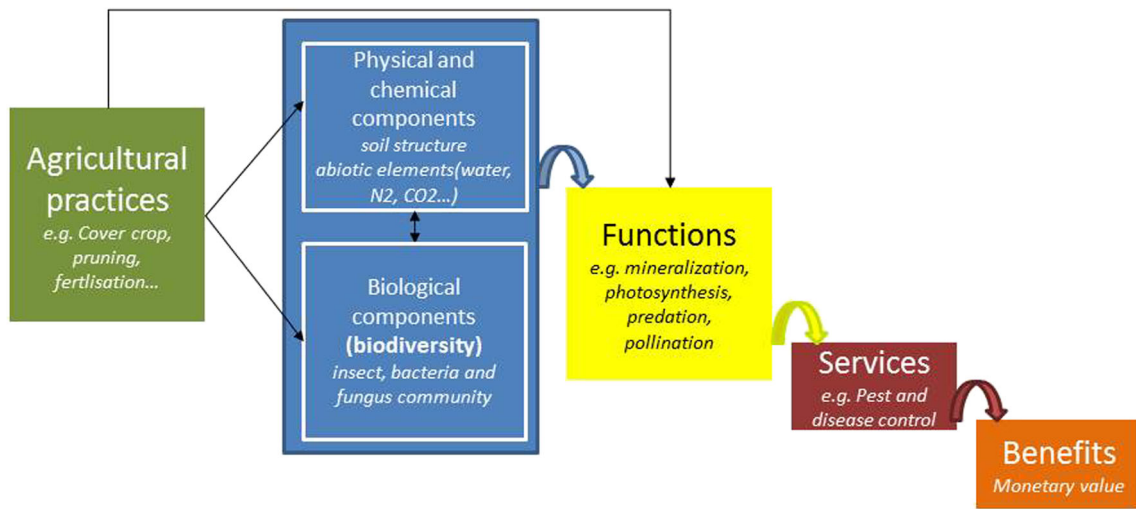 Agricultural
practices
e.g. Cover crop,
pruning,
fertlisation...
Physical and
chemical
components
soil structure
abiotic elements(water,
N2, CO2...)
Biological
components
(biodiversity)
insect, bacteria and
fungus community
Functions
e.g. mineralization,
photosynthesis,
predation,
pollination
Services
e.g. Pest and
disease control
Benefits
Monetary value